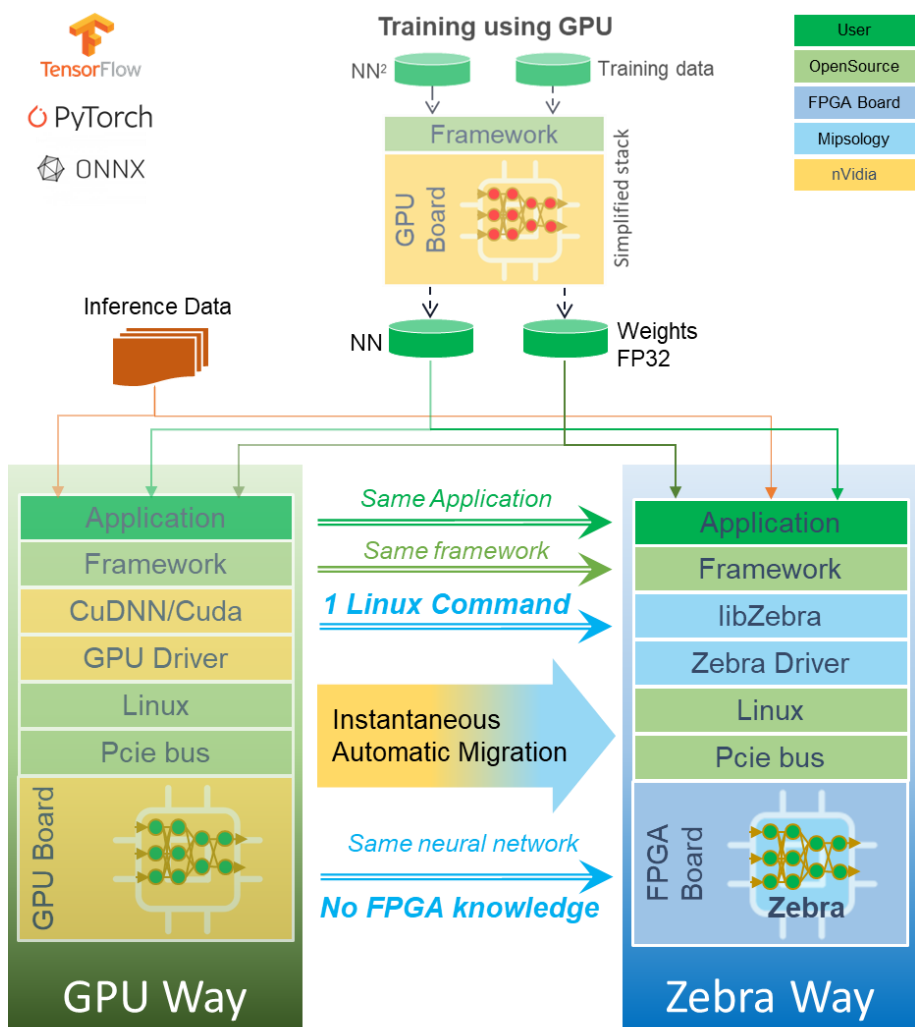 TensorFlow
PyTorch
ONNX
Training using GPU
NN²
Training data
Framework
GPU
Board
Simplified stack
User
OpenSource
FPGA Board
Mipsology
nVidia
Inference Data
NN
Weights
FP32
Application
Framework
CuDNN/Cuda
GPU Driver
Linux
Pcie bus
GPU Board
GPU Way
Same Application
Same framework
1 Linux Command
Instantaneous
Automatic Migration
Same neural network
No FPGA knowledge
Application
Framework
libZebra
Zebra Driver
Linux
Pcie bus
FPGA
Board
Zebra
Zebra Way